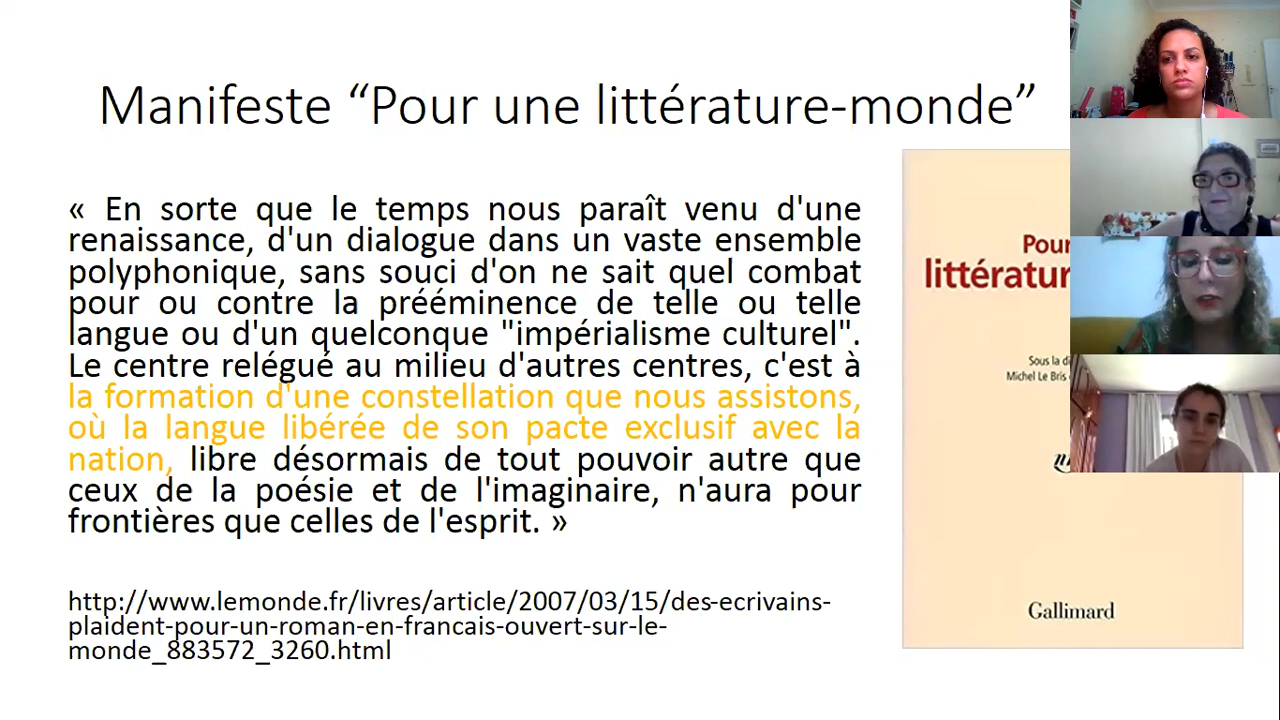 Manifeste “Pour une littérature-monde”
« En sorte que le temps nous paraît venu d'une
renaissance, d'un dialogue dans un vaste ensemble
polyphonique, sans souci d'on ne sait quel combat
pour ou contre la prééminence de telle ou telle
langue ou d'un quelconque "impérialisme culturel".
Le centre relégué au milieu d'autres centres, c'est à
la formation d'une constellation que nous assistons,
où la langue libérée de son pacte exclusif avec la
nation, libre désormais de tout pouvoir autre que
ceux de la poésie et de l'imaginaire, n'aura pour
frontières que celles de l'esprit. »
http://www.lemonde.fr/livres/article/2007/03/15/des-ecrivains-
plaident-pour-un-roman-en-francais-ouvert-sur-le-
monde_883572_3260.html
Pour
littératur
Sous la di
Michel Le Bris
Gallimard